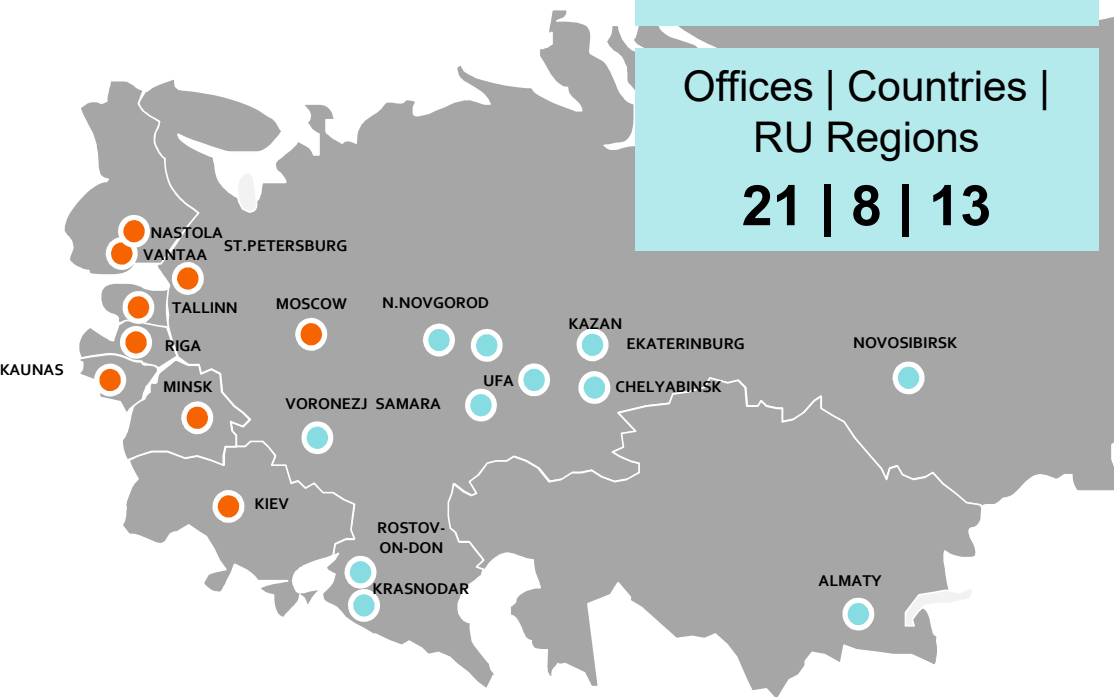 Offices | Countries |
RU Regions
21 | 8 | 13
NASTOLA
ST.PETERSBURG
VANTAA
TALLINN
MOSCOW
N.NOVGOROD
KAZAN
EKATERINBURG
NOVOSIBIRSK
RIGA
KAUNAS
MINSK
UFA
CHELYABINSK
VORONEZJ
SAMARA
KIEV
ROSTOV-
ON-DON
KRASNODAR
ALMATY